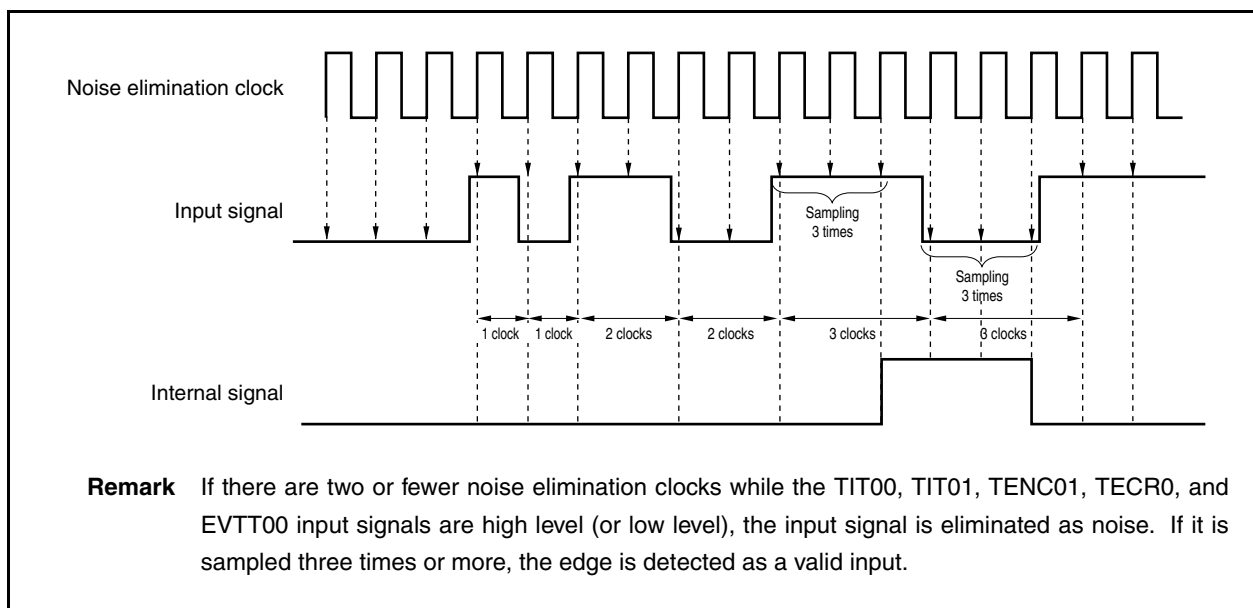 Noise elimination clock
Input signal
Sampling
3 times
Sampling
3 times
1 clock
1 clock
2 clocks
2 clocks
3 clocks
3 clocks
Internal signal
Remark If there are two or fewer noise elimination clocks while the TIT00, TIT01, TENC01, TECR0, and
EVTT00 input signals are high level (or low level), the input signal is eliminated as noise. If it is
sampled three times or more, the edge is detected as a valid input.